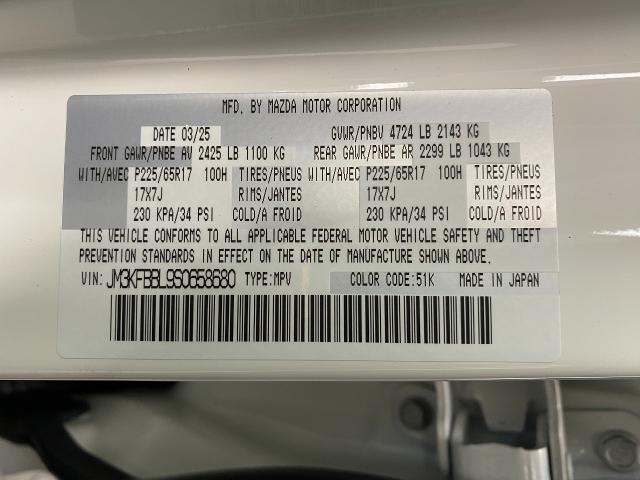 MFD. BY MAZDA MOTOR CORPORATION
DATE 03/25 GVWR/PNBV 4724 LB 2143 KG
FRONT GAWR/PNBE AV 2425 LB 1100 KG REAR GAWR/PNBE AR 2299 LB 1043 KG
WITH/AVEC P225/65R17 100H TIRES/PNEUS WITH/AVEC P225/65R17 100H TIRES/PNEUS
17X7J RIMS/JANTES 17X7J RIMS/JANTES
230 KPA/34 PSI COLD/A FROID 230 KPA/34 PSI COLD/A FROID
THIS VEHICLE CONFORMS TO ALL APPLICABLE FEDERAL MOTOR VEHICLE SAFETY AND THEFT
PREVENTION STANDARDS IN EFFECT ON THE DATE OF MANUFACTURE SHOWN ABOVE.
VIN: JM3KFBBL9S0658680 TYPE:MPV COLOR CODE:51K MADE IN JAPAN